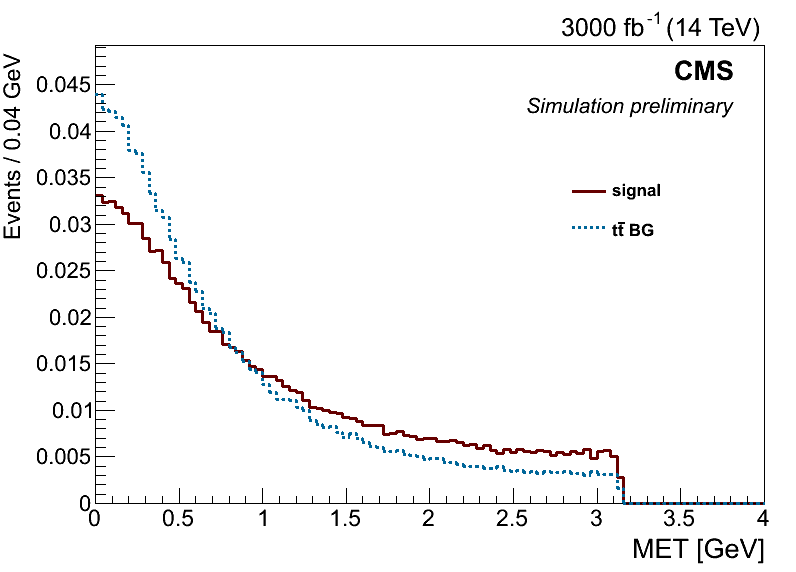 3000 fb⁻¹ (14 TeV)
CMS
Simulation preliminary
signal
tt̄ BG
Events / 0.04 GeV
0.045
0.04
0.035
0.03
0.025
0.02
0.015
0.01
0.005
0
0 0.5 1 1.5 2 2.5 3 3.5 4
MET [GeV]